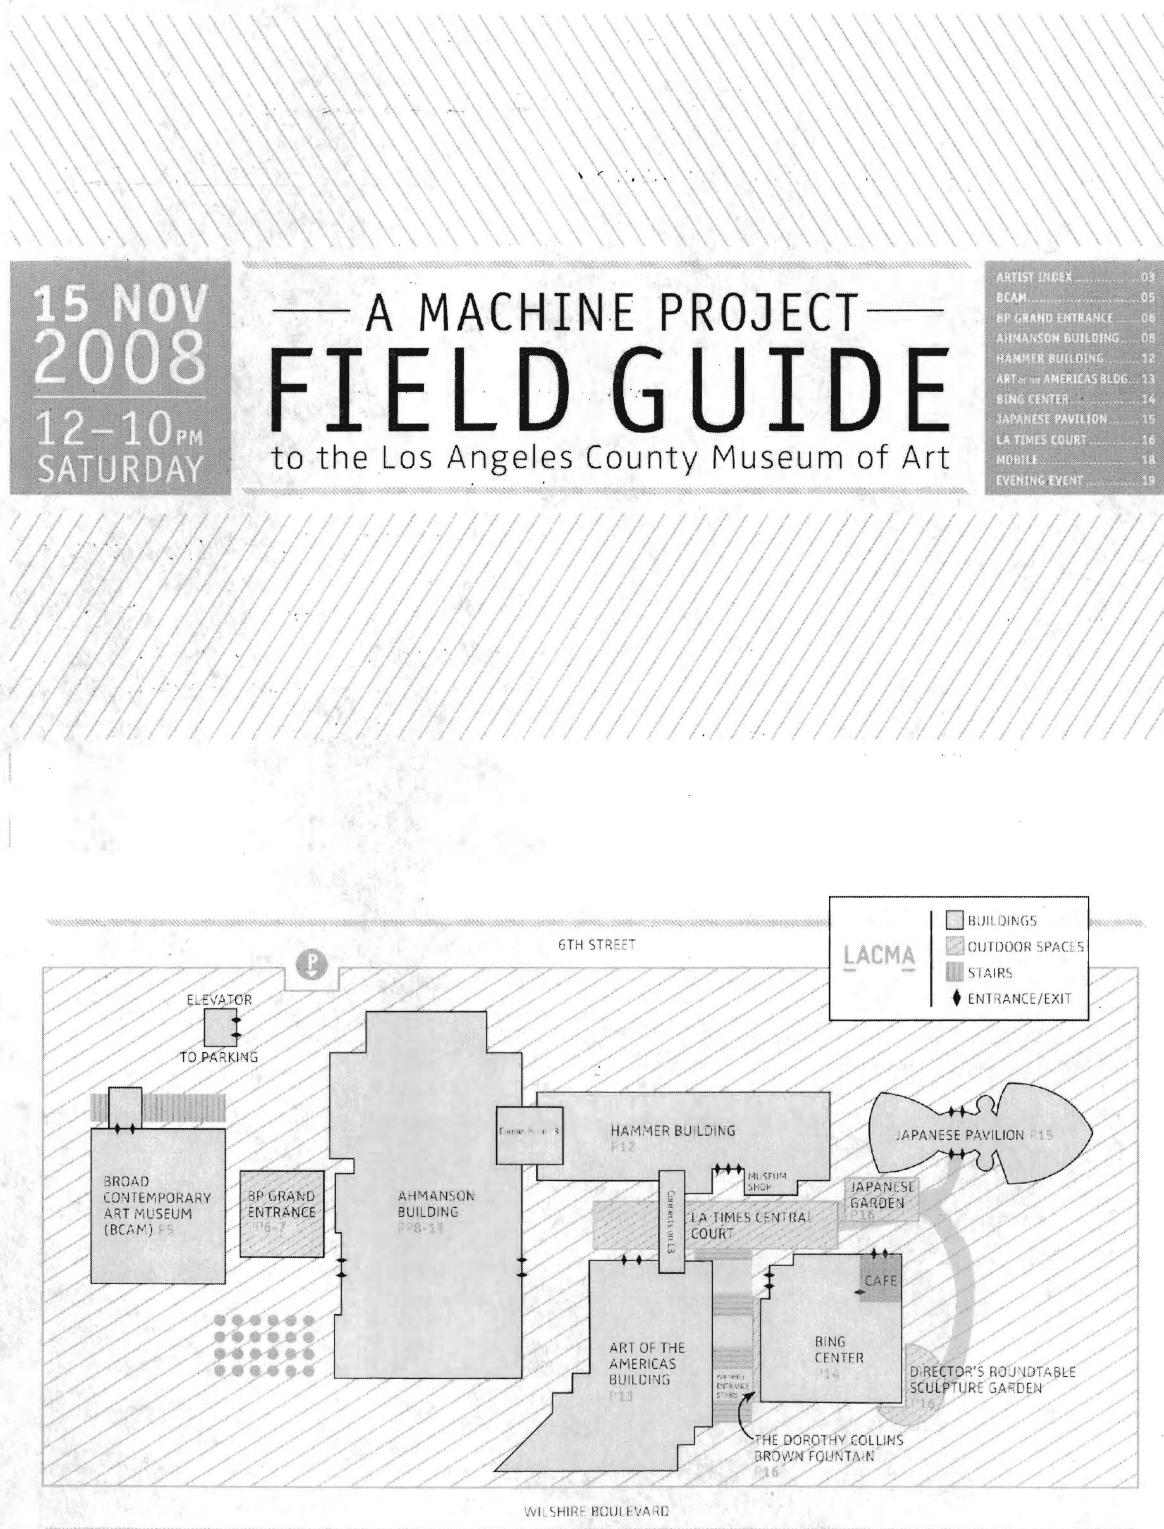 15 NOV
2008
12–10 PM
SATURDAY
A MACHINE PROJECT
FIELD GUIDE
to the Los Angeles County Museum of Art
ARTIST INDEX 03
BCAM 05
BP GRAND ENTRANCE 06
AHMANSON BUILDING 08
HAMMER BUILDING 12
ART OF THE AMERICAS BLDG 13
BING CENTER 14
JAPANESE PAVILION 15
LA TIMES COURT 16
MOBILE 18
EVENING EVENT 19
LACMA
BUILDINGS
OUTDOOR SPACES
STAIRS
ENTRANCE/EXIT
6TH STREET
P
ELEVATOR
TO PARKING
BROAD
CONTEMPORARY
ART MUSEUM
(BCAM) P5
BP GRAND
ENTRANCE
PP6-7
AHMANSON
BUILDING
HAMMER BUILDING
P12
MUSEUM
SHOP
JAPANESE PAVILION P15
JAPANESE
GARDEN
P16
LA TIMES CENTRAL
COURT
CAFE
ART OF THE
AMERICAS
BUILDING
P13
ENTRANCE
STAIRS
BING
CENTER
P14
DIRECTOR'S ROUNDTABLE
SCULPTURE GARDEN
P16
THE DOROTHY COLLINS
BROWN FOUNTAIN
P16
WILSHIRE BOULEVARD